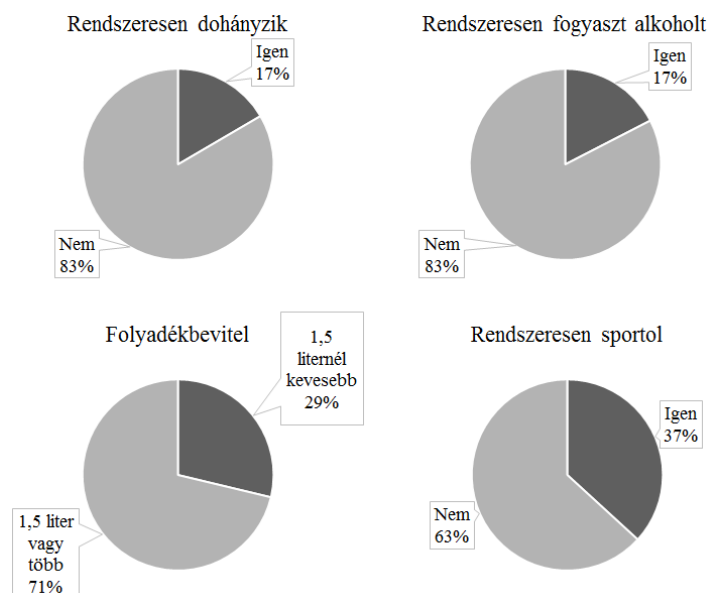 Rendszeresen dohányzik
Igen
17%
Nem
83%
Rendszeresen fogyaszt alkoholt
Igen
17%
Nem
83%
Folyadékbevitel
1,5
liternél
kevesebb
29%
1,5 liter
vagy
több
71%
Rendszeresen sportol
Igen
37%
Nem
63%